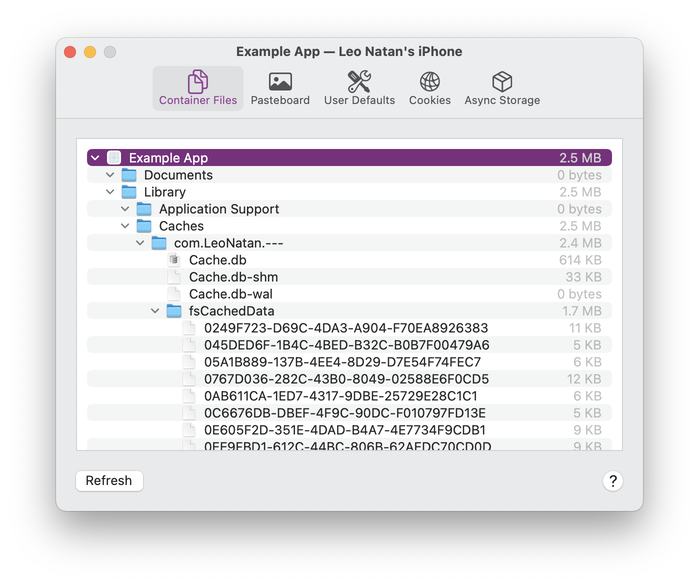 Example App — Leo Natan's iPhone
Container Files Pasteboard User Defaults Cookies Async Storage
Example App 2.5 MB
Documents 0 bytes
Library 2.5 MB
Application Support 0 bytes
Caches 2.5 MB
com.LeoNatan.--- 2.4 MB
Cache.db 614 KB
Cache.db-shm 33 KB
Cache.db-wal 0 bytes
fsCachedData 1.7 MB
0249F723-D69C-4DA3-A904-F70EA8926383 11 KB
045DED6F-1B4C-4BED-B32C-B0B7F00479A6 5 KB
05A1B889-137B-4EE4-8D29-D7E54F74FEC7 6 KB
0767D036-282C-43B0-8049-02588E6F0CD5 12 KB
0AB611CA-1ED7-4317-9DBE-25729E28C1C1 6 KB
0C6676DB-DBEF-4F9C-90DC-F010797FD13E 5 KB
0E605F2D-351E-4DAD-B4A7-4E7734F9CDB1 9 KB
9 KB
Refresh ?